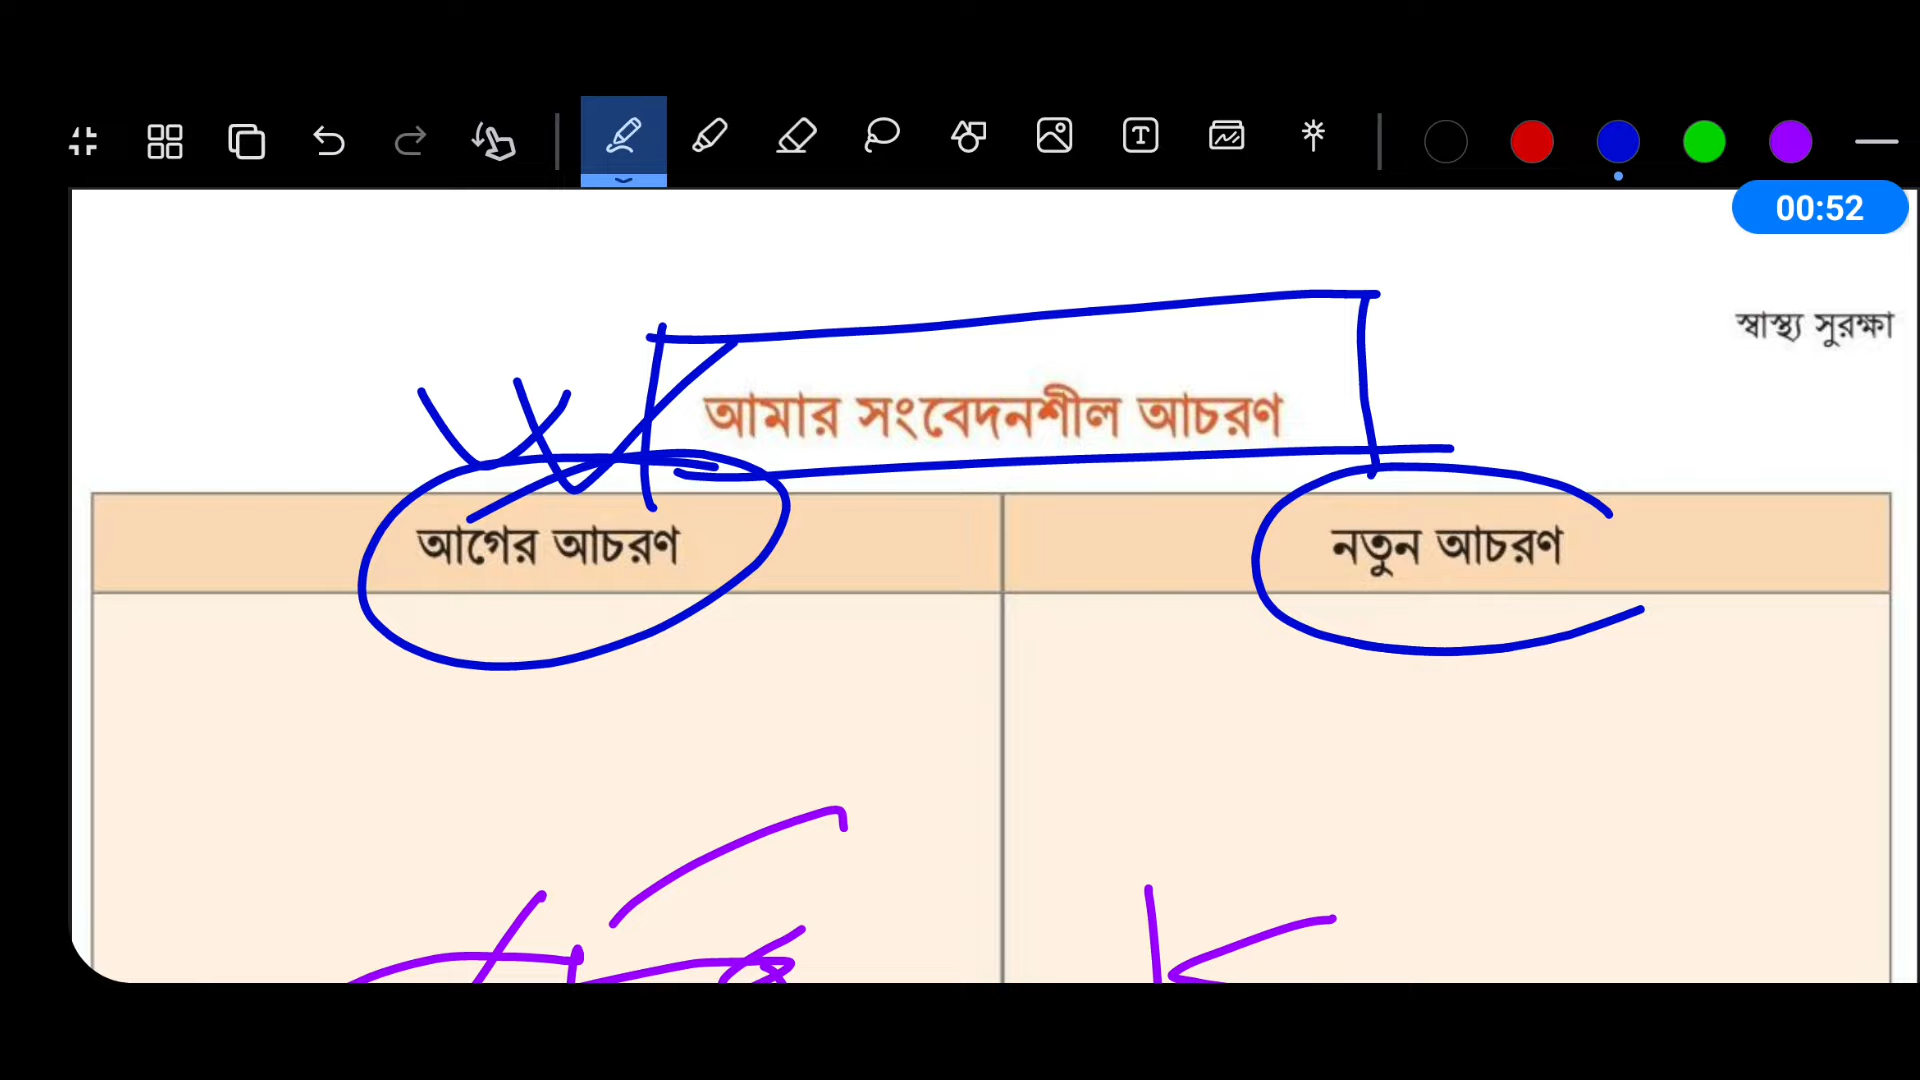 00:52
স্বাস্থ্য সুরক্ষা
আমার সংবেদনশীল আচরণ
আগের আচরণ
নতুন আচরণ